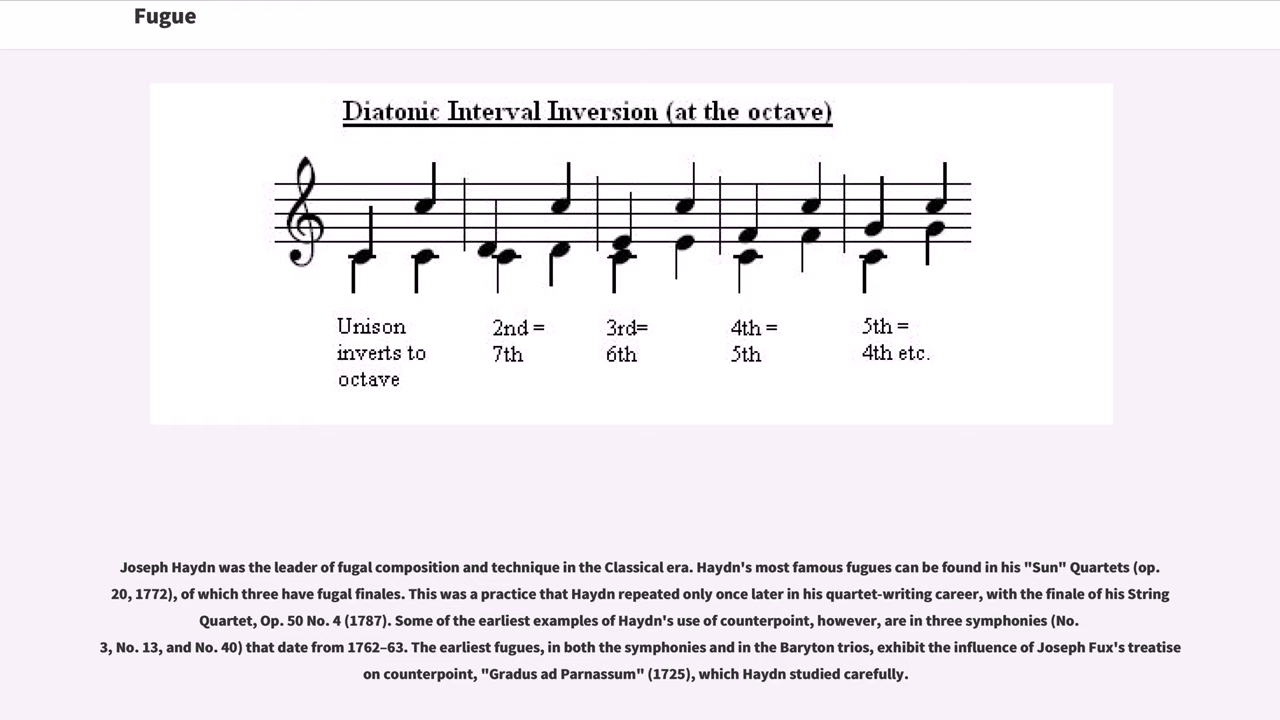 Fugue
Diatonic Interval Inversion (at the octave)
Unison
inverts to
octave
2nd =
7th
3rd=
6th
4th =
5th
5th =
4th etc.
Joseph Haydn was the leader of fugal composition and technique in the Classical era. Haydn's most famous fugues can be found in his "Sun" Quartets (op.
20, 1772), of which three have fugal finales. This was a practice that Haydn repeated only once later in his quartet-writing career, with the finale of his String
Quartet, Op. 50 No. 4 (1787). Some of the earliest examples of Haydn's use of counterpoint, however, are in three symphonies (No.
3, No. 13, and No. 40) that date from 1762–63. The earliest fugues, in both the symphonies and in the Baryton trios, exhibit the influence of Joseph Fux's treatise
on counterpoint, "Gradus ad Parnassum" (1725), which Haydn studied carefully.